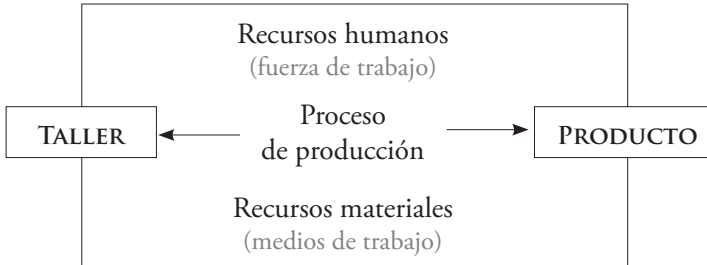 Recursos humanos
(fuerza de trabajo)
TALLER
Proceso
de producción
PRODUCTO
Recursos materiales
(medios de trabajo)